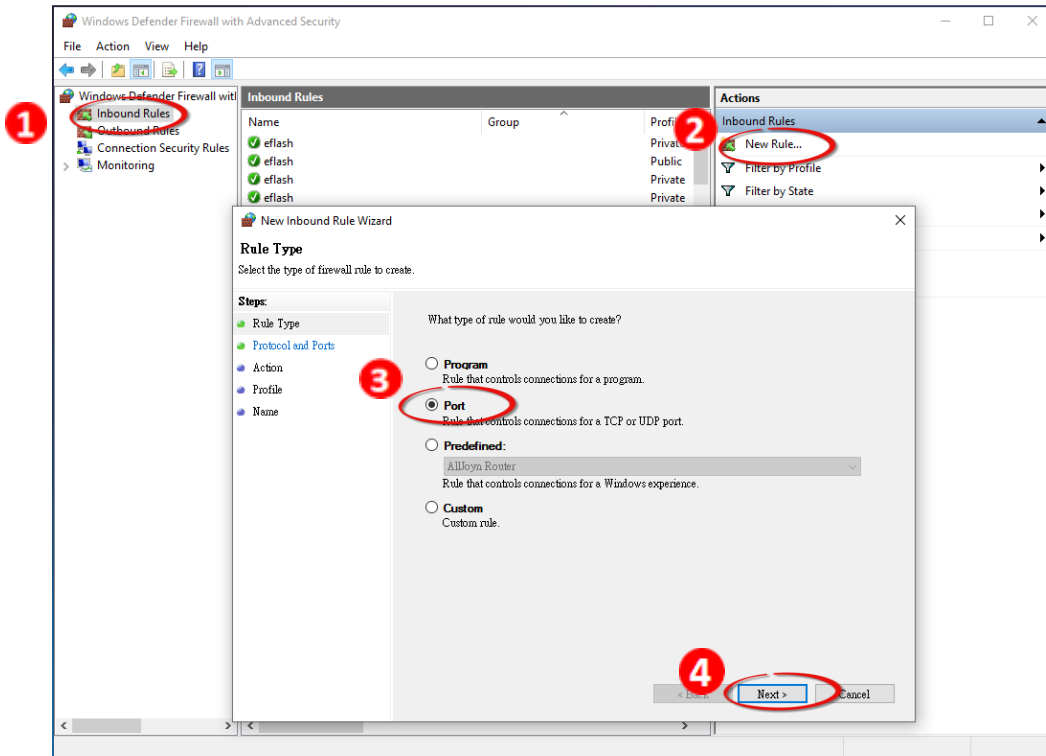 Windows Defender Firewall with Advanced Security
File Action View Help
Windows Defender Firewall witl
Inbound Rules
Outbound Rules
Connection Security Rules
Monitoring
1
Inbound Rules
Name Group Profi
eflash Private
eflash Public
eflash Private
eflash Private
Actions
Inbound Rules
2
New Rule...
Filter by Profile
Filter by State
New Inbound Rule Wizard
Rule Type
Select the type of firewall rule to create.
Steps:
Rule Type
Protocol and Ports
Action
Profile
Name
What type of rule would you like to create?
3
Program
Rule that controls connections for a program.
Port
Rule that controls connections for a TCP or UDP port.
Predefined:
AllJoyn Router
Rule that controls connections for a Windows experience.
Custom
Custom rule.
4
< Back
Next >
Cancel